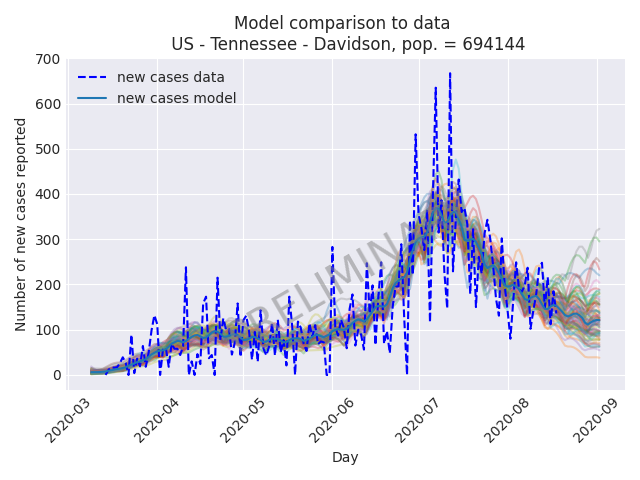 Model comparison to data
US - Tennessee - Davidson, pop. = 694144
new cases data
new cases model
Number of new cases reported
700
600
500
400
300
200
100
0
2020-03
2020-04
2020-05
2020-06
2020-07
2020-08
2020-09
Day